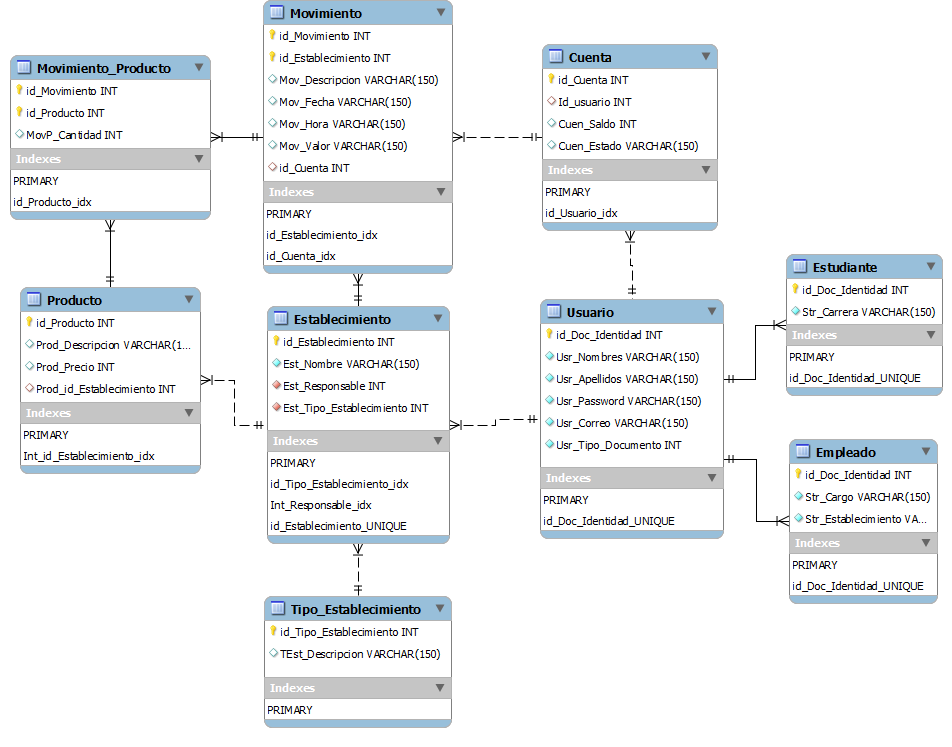 Movimiento
id_Movimiento INT
id_Establecimiento INT
Mov_Descripcion VARCHAR(150)
Mov_Fecha VARCHAR(150)
Mov_Hora VARCHAR(150)
Mov_Valor VARCHAR(150)
id_Cuenta INT
Indexes
PRIMARY
id_Establecimiento_idx
id_Cuenta_idx
Movimiento_Producto
id_Movimiento INT
id_Producto INT
MovP_Cantidad INT
Indexes
PRIMARY
id_Producto_idx
Cuenta
id_Cuenta INT
Id_usuario INT
Cuen_Saldo INT
Cuen_Estado VARCHAR(150)
Indexes
PRIMARY
id_Usuario_idx
Producto
id_Producto INT
Prod_Descripcion VARCHAR(1...
Prod_Precio INT
Prod_id_Establecimiento INT
Indexes
PRIMARY
Int_id_Establecimiento_idx
Establecimiento
id_Establecimiento INT
Est_Nombre VARCHAR(150)
Est_Responsable INT
Est_Tipo_Establecimiento INT
Indexes
PRIMARY
id_Tipo_Establecimiento_idx
Int_Responsable_idx
id_Establecimiento_UNIQUE
Usuario
id_Doc_Identidad INT
Usr_Nombres VARCHAR(150)
Usr_Apellidos VARCHAR(150)
Usr_Password VARCHAR(150)
Usr_Correo VARCHAR(150)
Usr_Tipo_Documento INT
Indexes
PRIMARY
id_Doc_Identidad_UNIQUE
Estudiante
id_Doc_Identidad INT
Str_Carrera VARCHAR(150)
Indexes
PRIMARY
id_Doc_Identidad_UNIQUE
Empleado
id_Doc_Identidad INT
Str_Cargo VARCHAR(150)
Str_Establecimiento VA...
Indexes
PRIMARY
id_Doc_Identidad_UNIQUE
Tipo_Establecimiento
id_Tipo_Establecimiento INT
TEst_Descripcion VARCHAR(150)
Indexes
PRIMARY